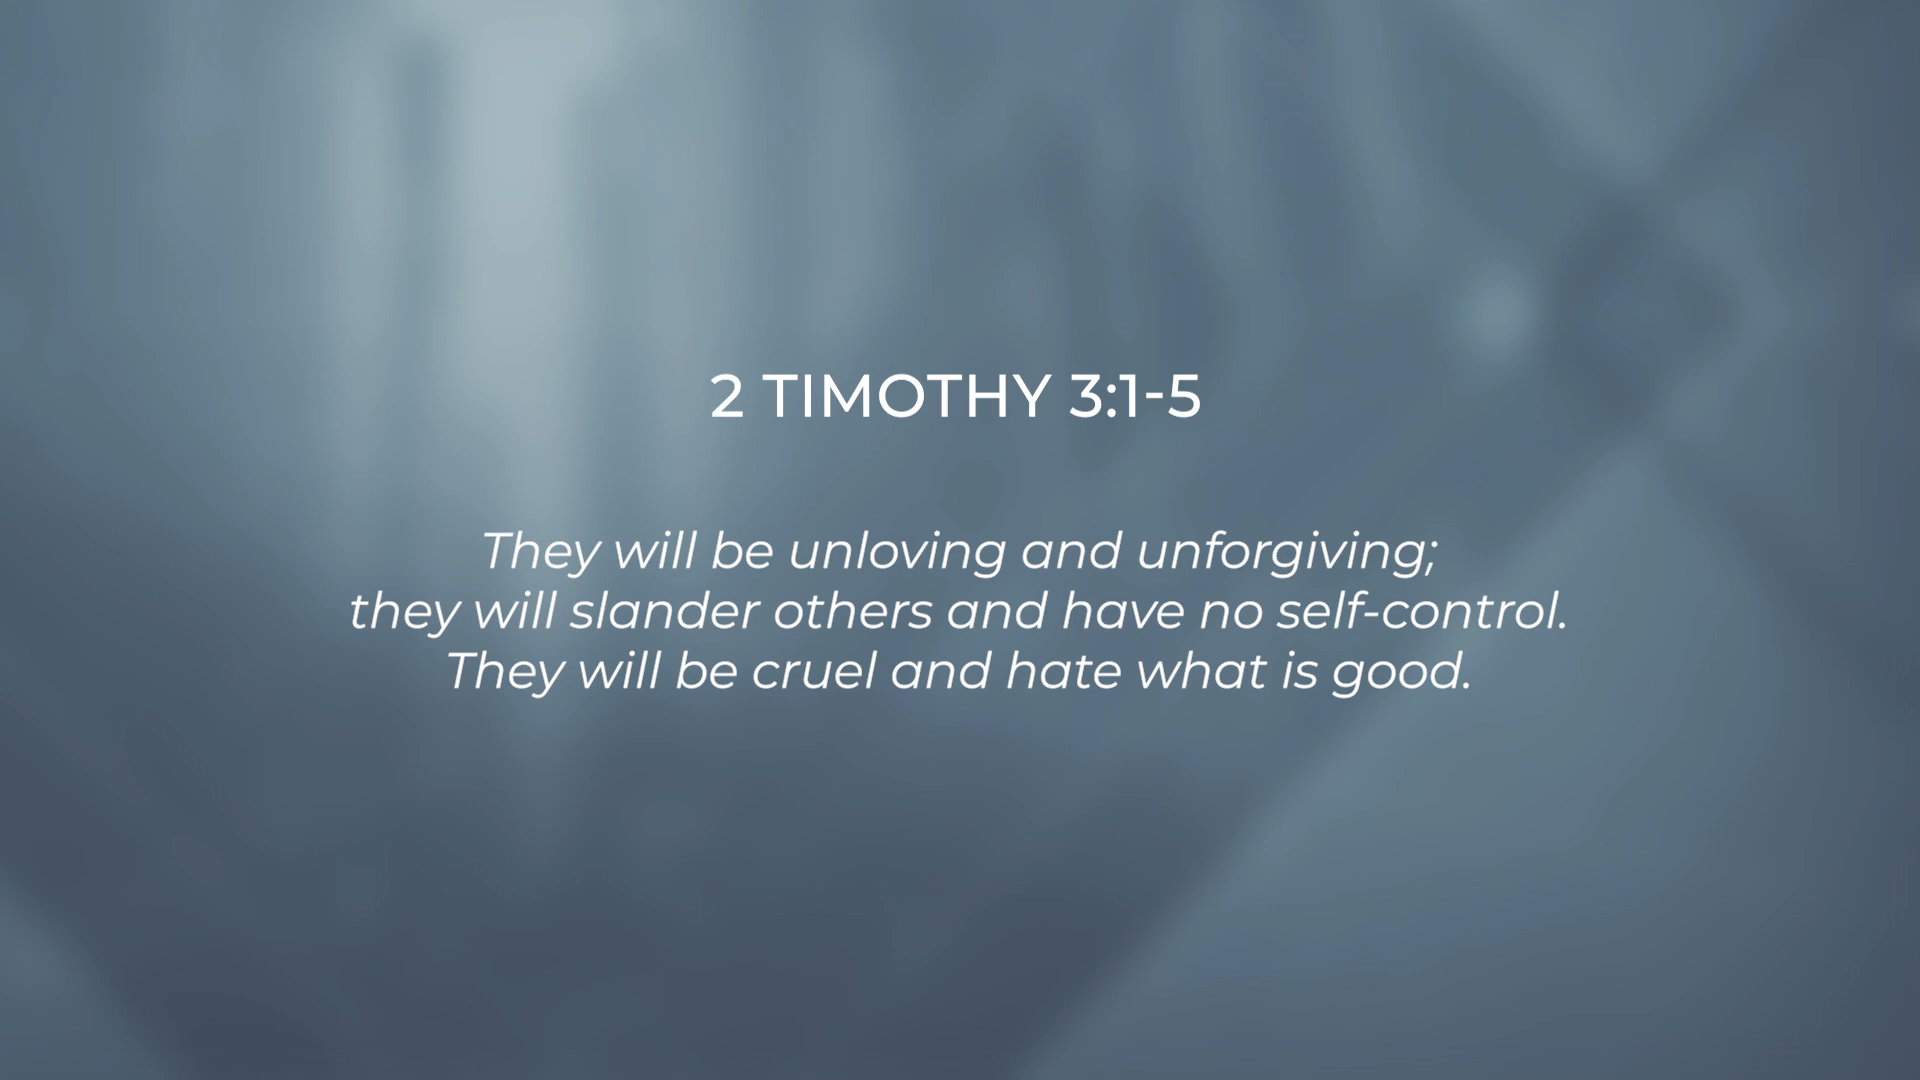 2 TIMOTHY 3:1-5
They will be unloving and unforgiving;
they will slander others and have no self-control.
They will be cruel and hate what is good.